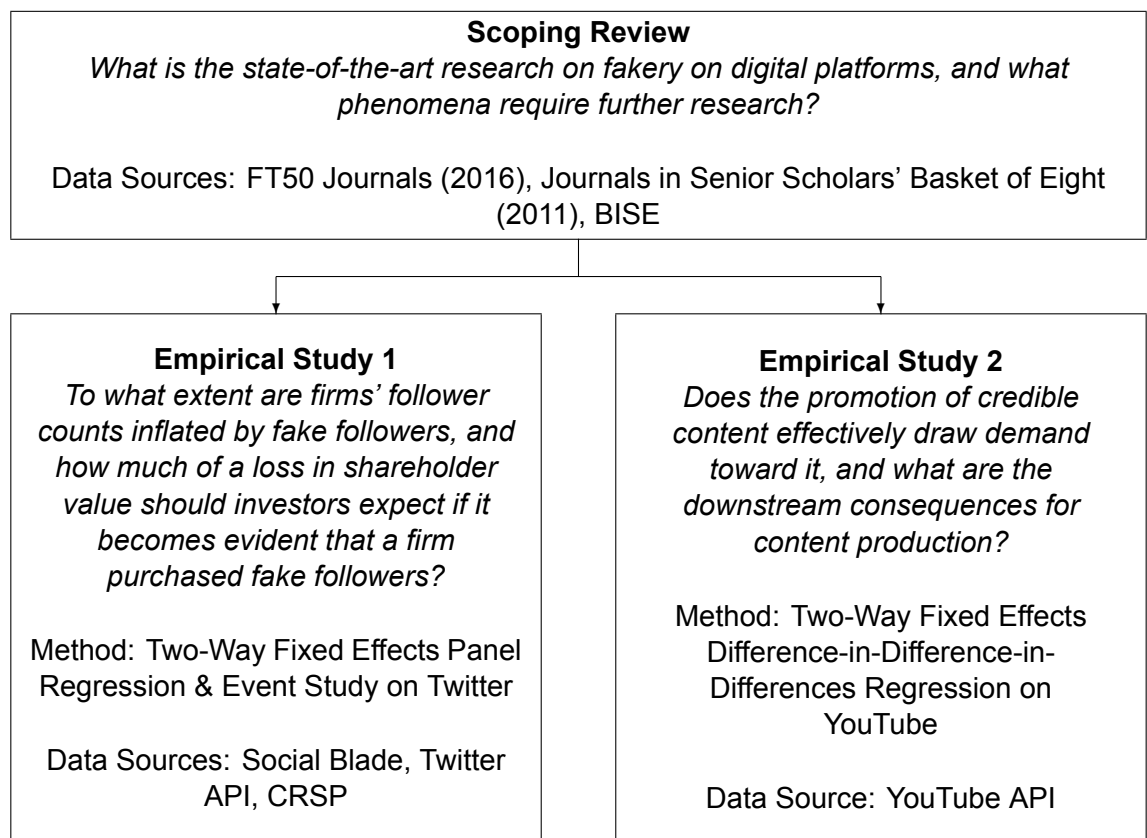 Scoping Review
What is the state-of-the-art research on fakery on digital platforms, and what
phenomena require further research?
Data Sources: FT50 Journals (2016), Journals in Senior Scholars’ Basket of Eight
(2011), BISE
Empirical Study 1
To what extent are firms’ follower
counts inflated by fake followers, and
how much of a loss in shareholder
value should investors expect if it
becomes evident that a firm
purchased fake followers?
Method: Two-Way Fixed Effects Panel
Regression & Event Study on Twitter
Data Sources: Social Blade, Twitter
API, CRSP
Empirical Study 2
Does the promotion of credible
content effectively draw demand
toward it, and what are the
downstream consequences for
content production?
Method: Two-Way Fixed Effects
Difference-in-Difference-in-
Differences Regression on
YouTube
Data Source: YouTube API